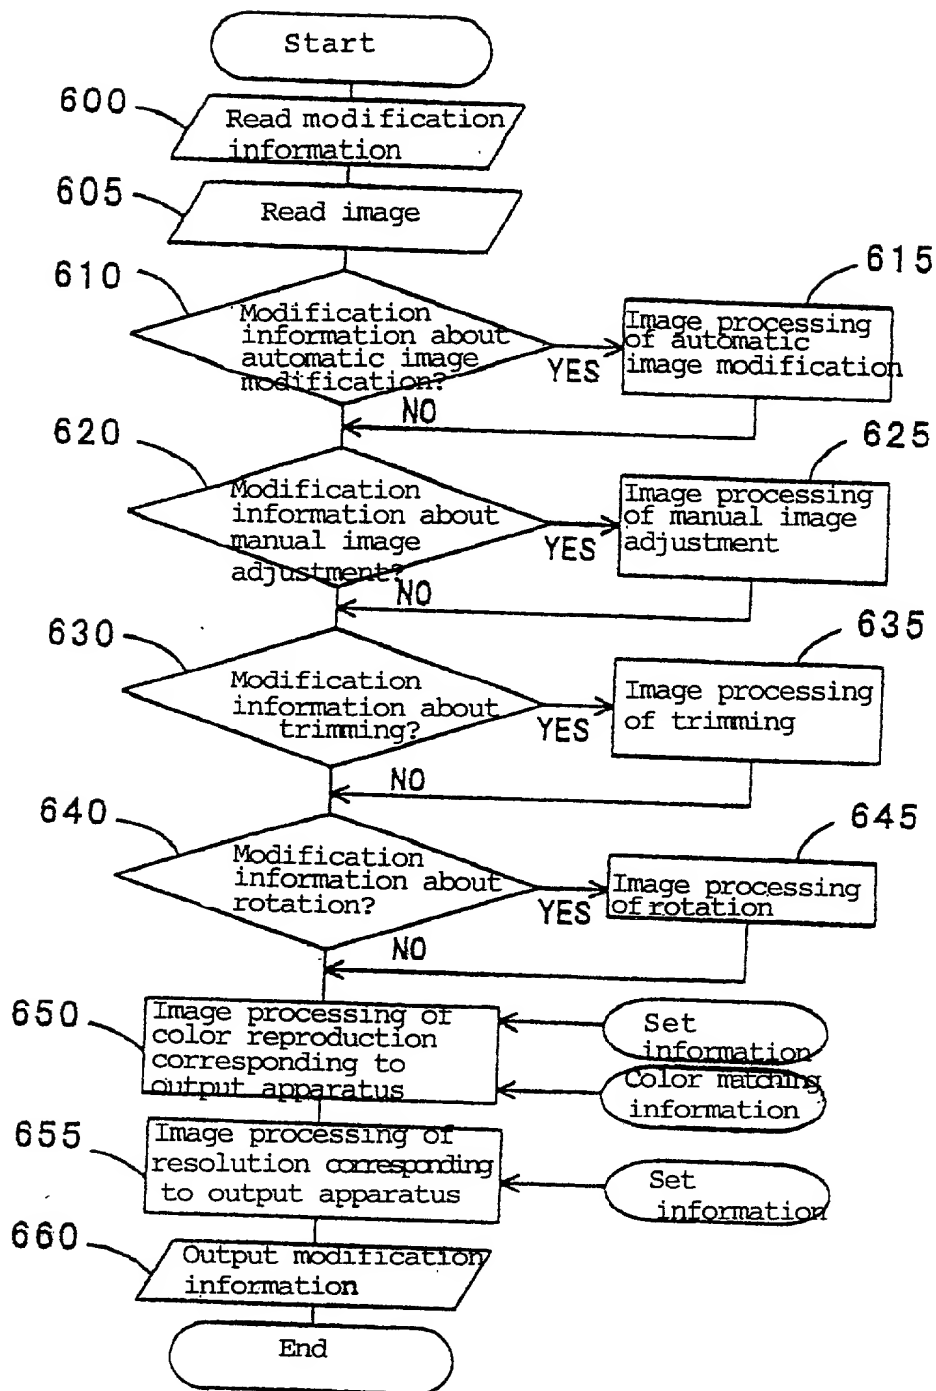 Start
600
Read modification
information
605
Read image
610
Modification
information about
automatic image
modification?
YES
615
Image processing
of automatic
image modification
NO
620
Modification
information about
manual image
adjustment?
YES
625
Image processing
of manual image
adjustment
NO
630
Modification
information about
trimming?
YES
635
Image processing
of trimming
NO
640
Modification
information about
rotation?
YES
645
Image processing
of rotation
NO
650
Image processing of
color reproduction
corresponding to
output apparatus
Set
information
Color matching
information
655
Image processing of
resolution corresponding
to output apparatus
Set
information
660
Output modification
information
End